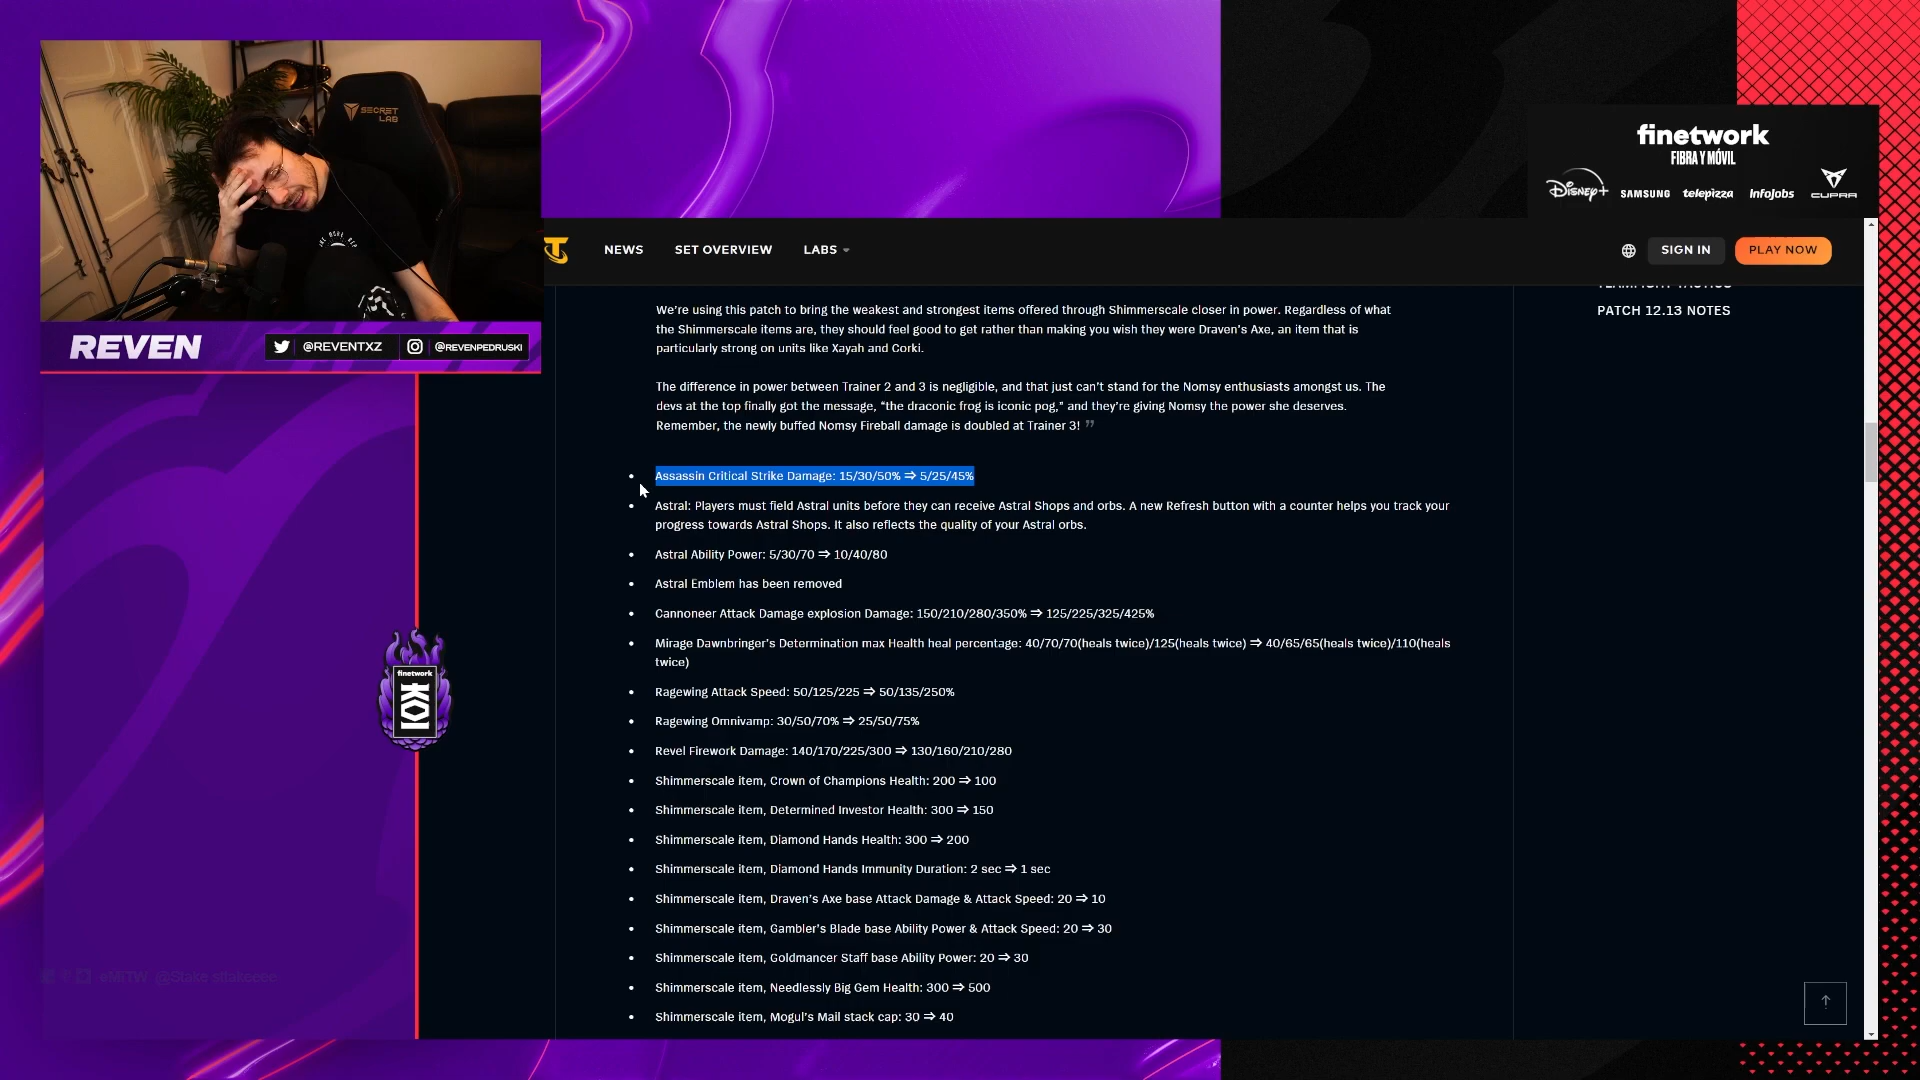 SECRET
LAB
REVEN
@REVENTXZ
@REVENPEDRUSKI
finetwork
FIBRA Y MÓVIL
Disney+ SAMSUNG telepizza InfoJobs CUPRA
NEWS SET OVERVIEW LABS SIGN IN PLAY NOW
TEAMFIGHT TACTICS
PATCH 12.13 NOTES
We're using this patch to bring the weakest and strongest items offered through Shimmerscale closer in power. Regardless of what
the Shimmerscale items are, they should feel good to get rather than making you wish they were Draven's Axe, an item that is
particularly strong on units like Xayah and Corki.
The difference in power between Trainer 2 and 3 is negligible, and that just can't stand for the Nomsy enthusiasts amongst us. The
devs at the top finally got the message, “the draconic frog is iconic pog,” and they're giving Nomsy the power she deserves.
Remember, the newly buffed Nomsy Fireball damage is doubled at Trainer 3! ”
• Assassin Critical Strike Damage: 15/30/50% ⇒ 5/25/45%
• Astral: Players must field Astral units before they can receive Astral Shops and orbs. A new Refresh button with a counter helps you track your
progress towards Astral Shops. It also reflects the quality of your Astral orbs.
• Astral Ability Power: 5/30/70 ⇒ 10/40/80
• Astral Emblem has been removed
• Cannoneer Attack Damage explosion Damage: 150/210/280/350% ⇒ 125/225/325/425%
• Mirage Dawnbringer's Determination max Health heal percentage: 40/70/70(heals twice)/125(heals twice) ⇒ 40/65/65(heals twice)/110(heals
twice)
• Ragewing Attack Speed: 50/125/225 ⇒ 50/135/250%
• Ragewing Omnivamp: 30/50/70% ⇒ 25/50/75%
• Revel Firework Damage: 140/170/225/300 ⇒ 130/160/210/280
• Shimmerscale item, Crown of Champions Health: 200 ⇒ 100
• Shimmerscale item, Determined Investor Health: 300 ⇒ 150
• Shimmerscale item, Diamond Hands Health: 300 ⇒ 200
• Shimmerscale item, Diamond Hands Immunity Duration: 2 sec ⇒ 1 sec
• Shimmerscale item, Draven's Axe base Attack Damage & Attack Speed: 20 ⇒ 10
• Shimmerscale item, Gambler's Blade base Ability Power & Attack Speed: 20 ⇒ 30
• Shimmerscale item, Goldmancer Staff base Ability Power: 20 ⇒ 30
• Shimmerscale item, Needlessly Big Gem Health: 300 ⇒ 500
• Shimmerscale item, Mogul's Mail stack cap: 30 ⇒ 40
finetwork
KOI